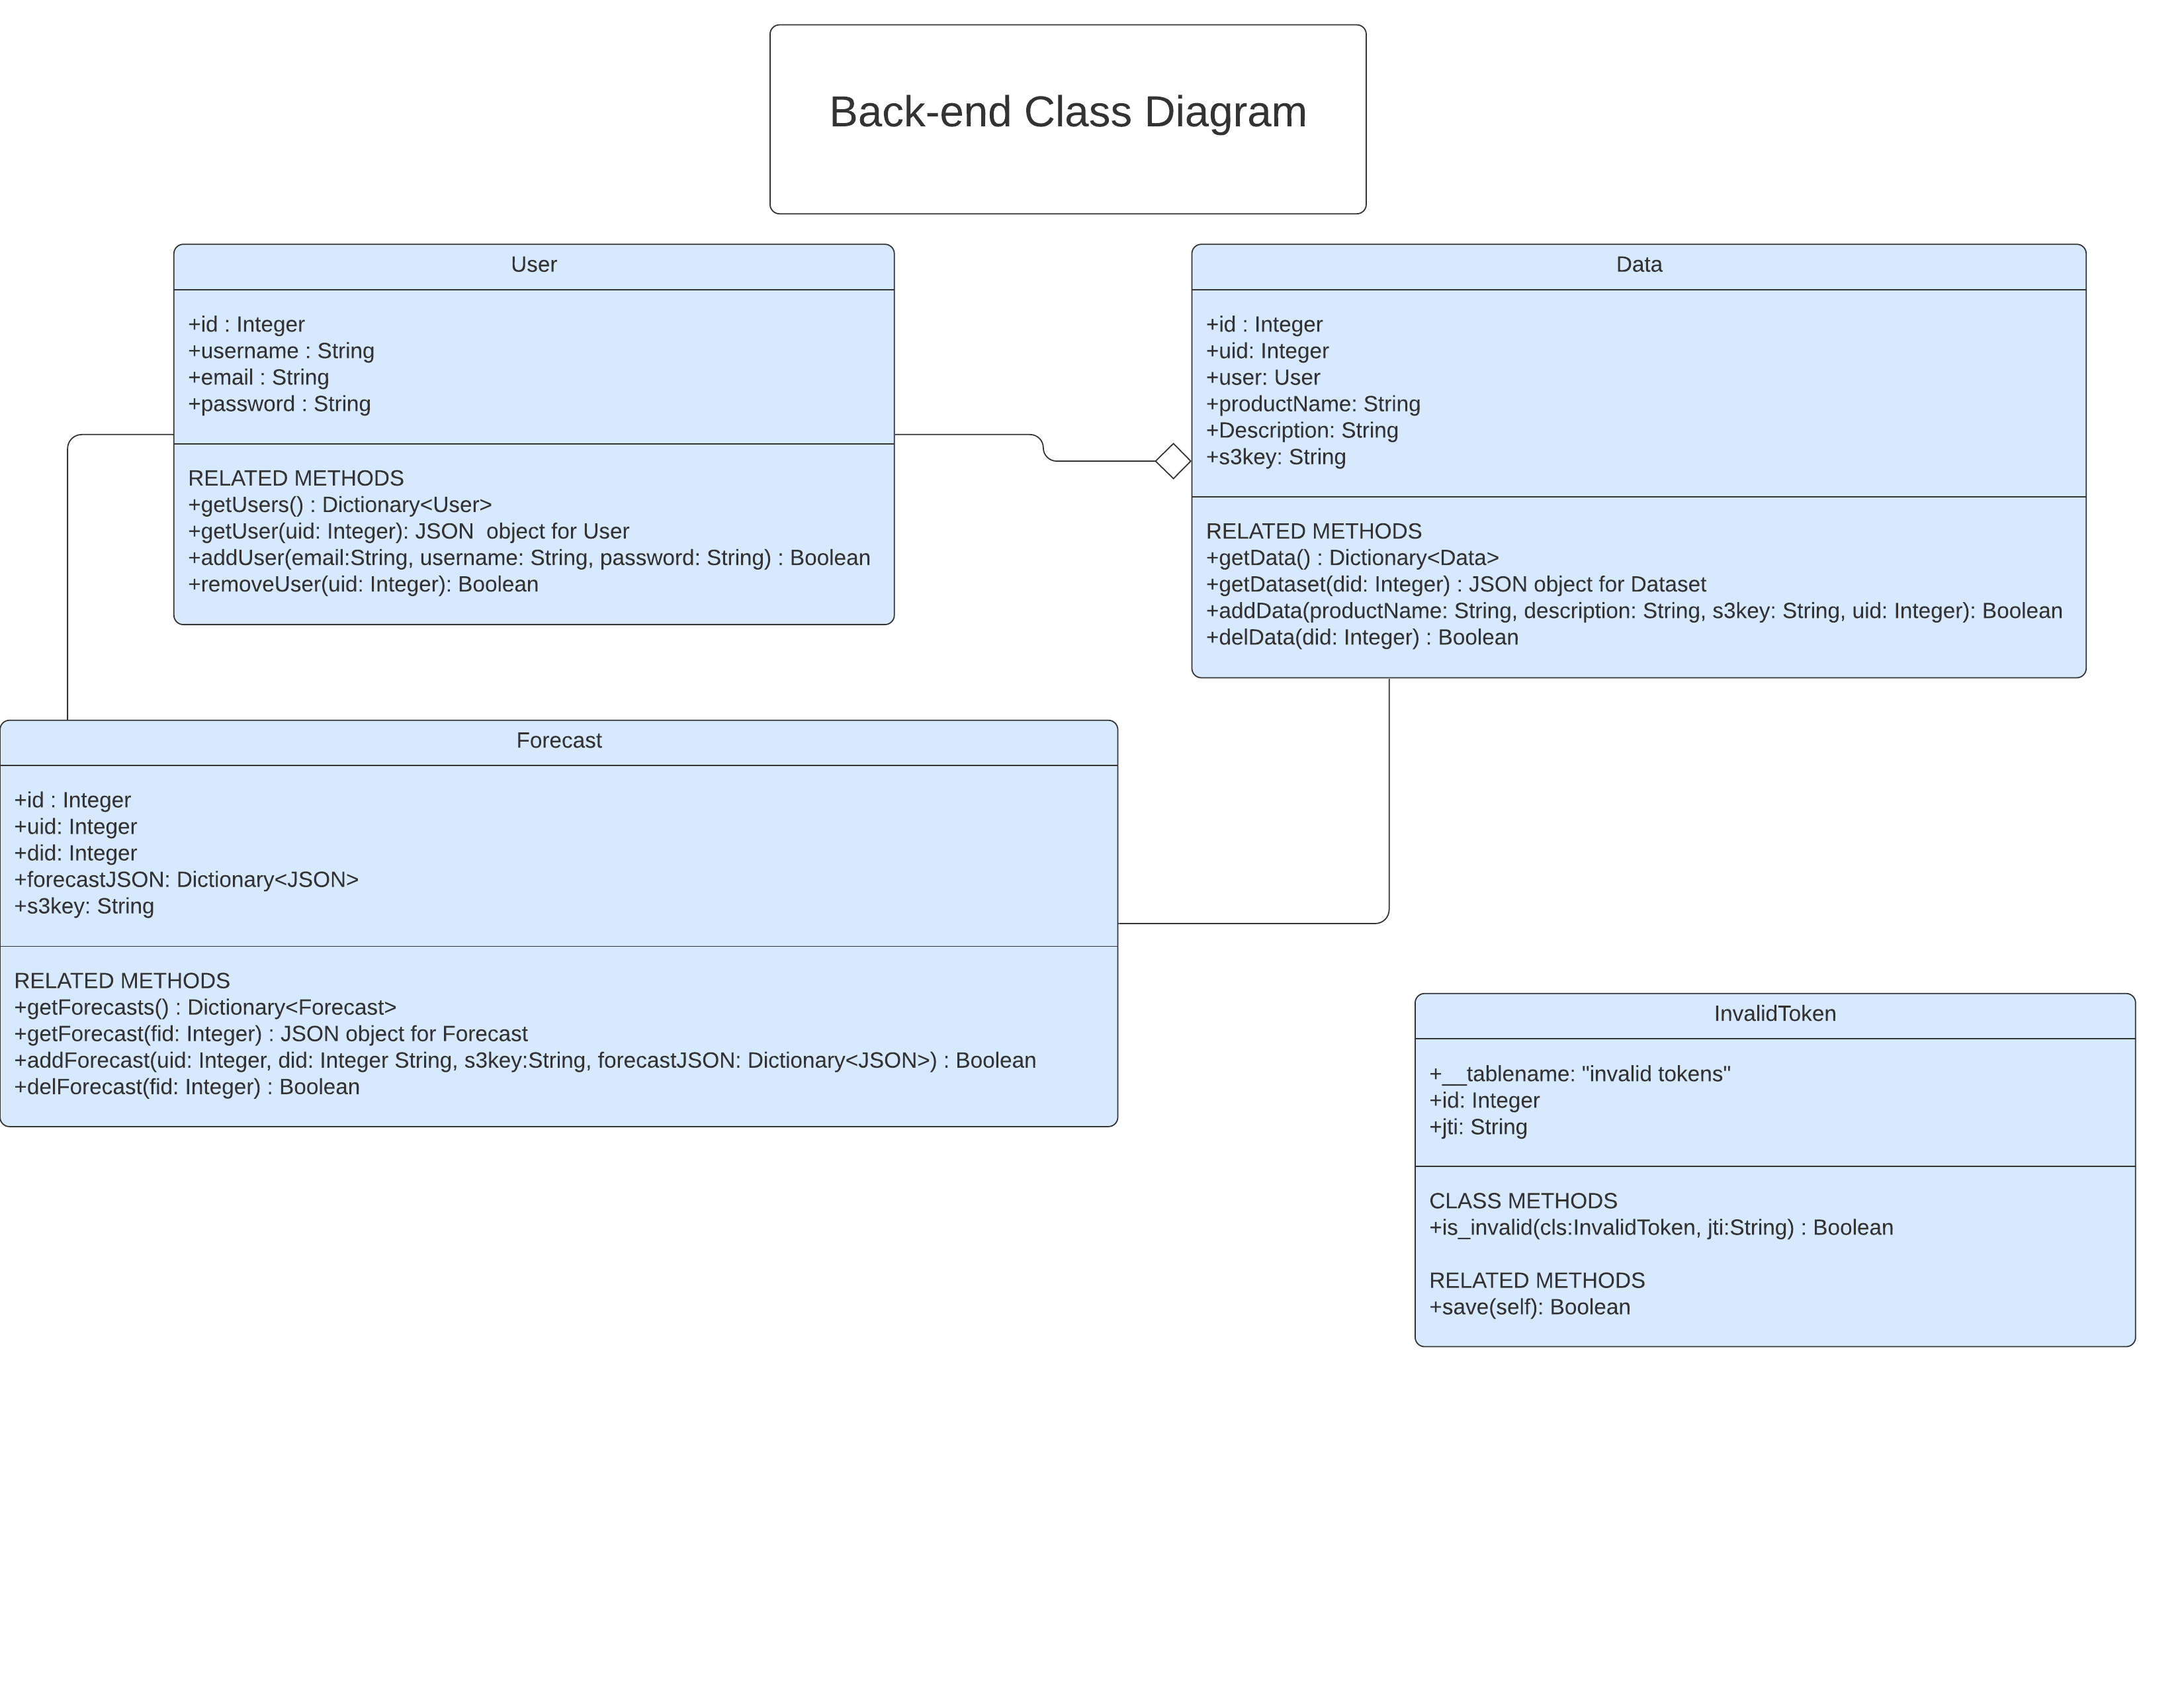 Back-end Class Diagram
User
+id : Integer
+username : String
+email : String
+password : String
RELATED METHODS
+getUsers() : Dictionary<User>
+getUser(uid: Integer): JSON  object for User
+addUser(email:String, username: String, password: String) : Boolean
+removeUser(uid: Integer): Boolean
Data
+id : Integer
+uid: Integer
+user: User
+productName: String
+Description: String
+s3key: String
RELATED METHODS
+getData() : Dictionary<Data>
+getDataset(did: Integer) : JSON object for Dataset
+addData(productName: String, description: String, s3key: String, uid: Integer): Boolean
+delData(did: Integer) : Boolean
Forecast
+id : Integer
+uid: Integer
+did: Integer
+forecastJSON: Dictionary<JSON>
+s3key: String
RELATED METHODS
+getForecasts() : Dictionary<Forecast>
+getForecast(fid: Integer) : JSON object for Forecast
+addForecast(uid: Integer, did: Integer String, s3key:String, forecastJSON: Dictionary<JSON>) : Boolean
+delForecast(fid: Integer) : Boolean
InvalidToken
+__tablename: "invalid tokens"
+id: Integer
+jti: String
CLASS METHODS
+is_invalid(cls:InvalidToken, jti:String) : Boolean
RELATED METHODS
+save(self): Boolean